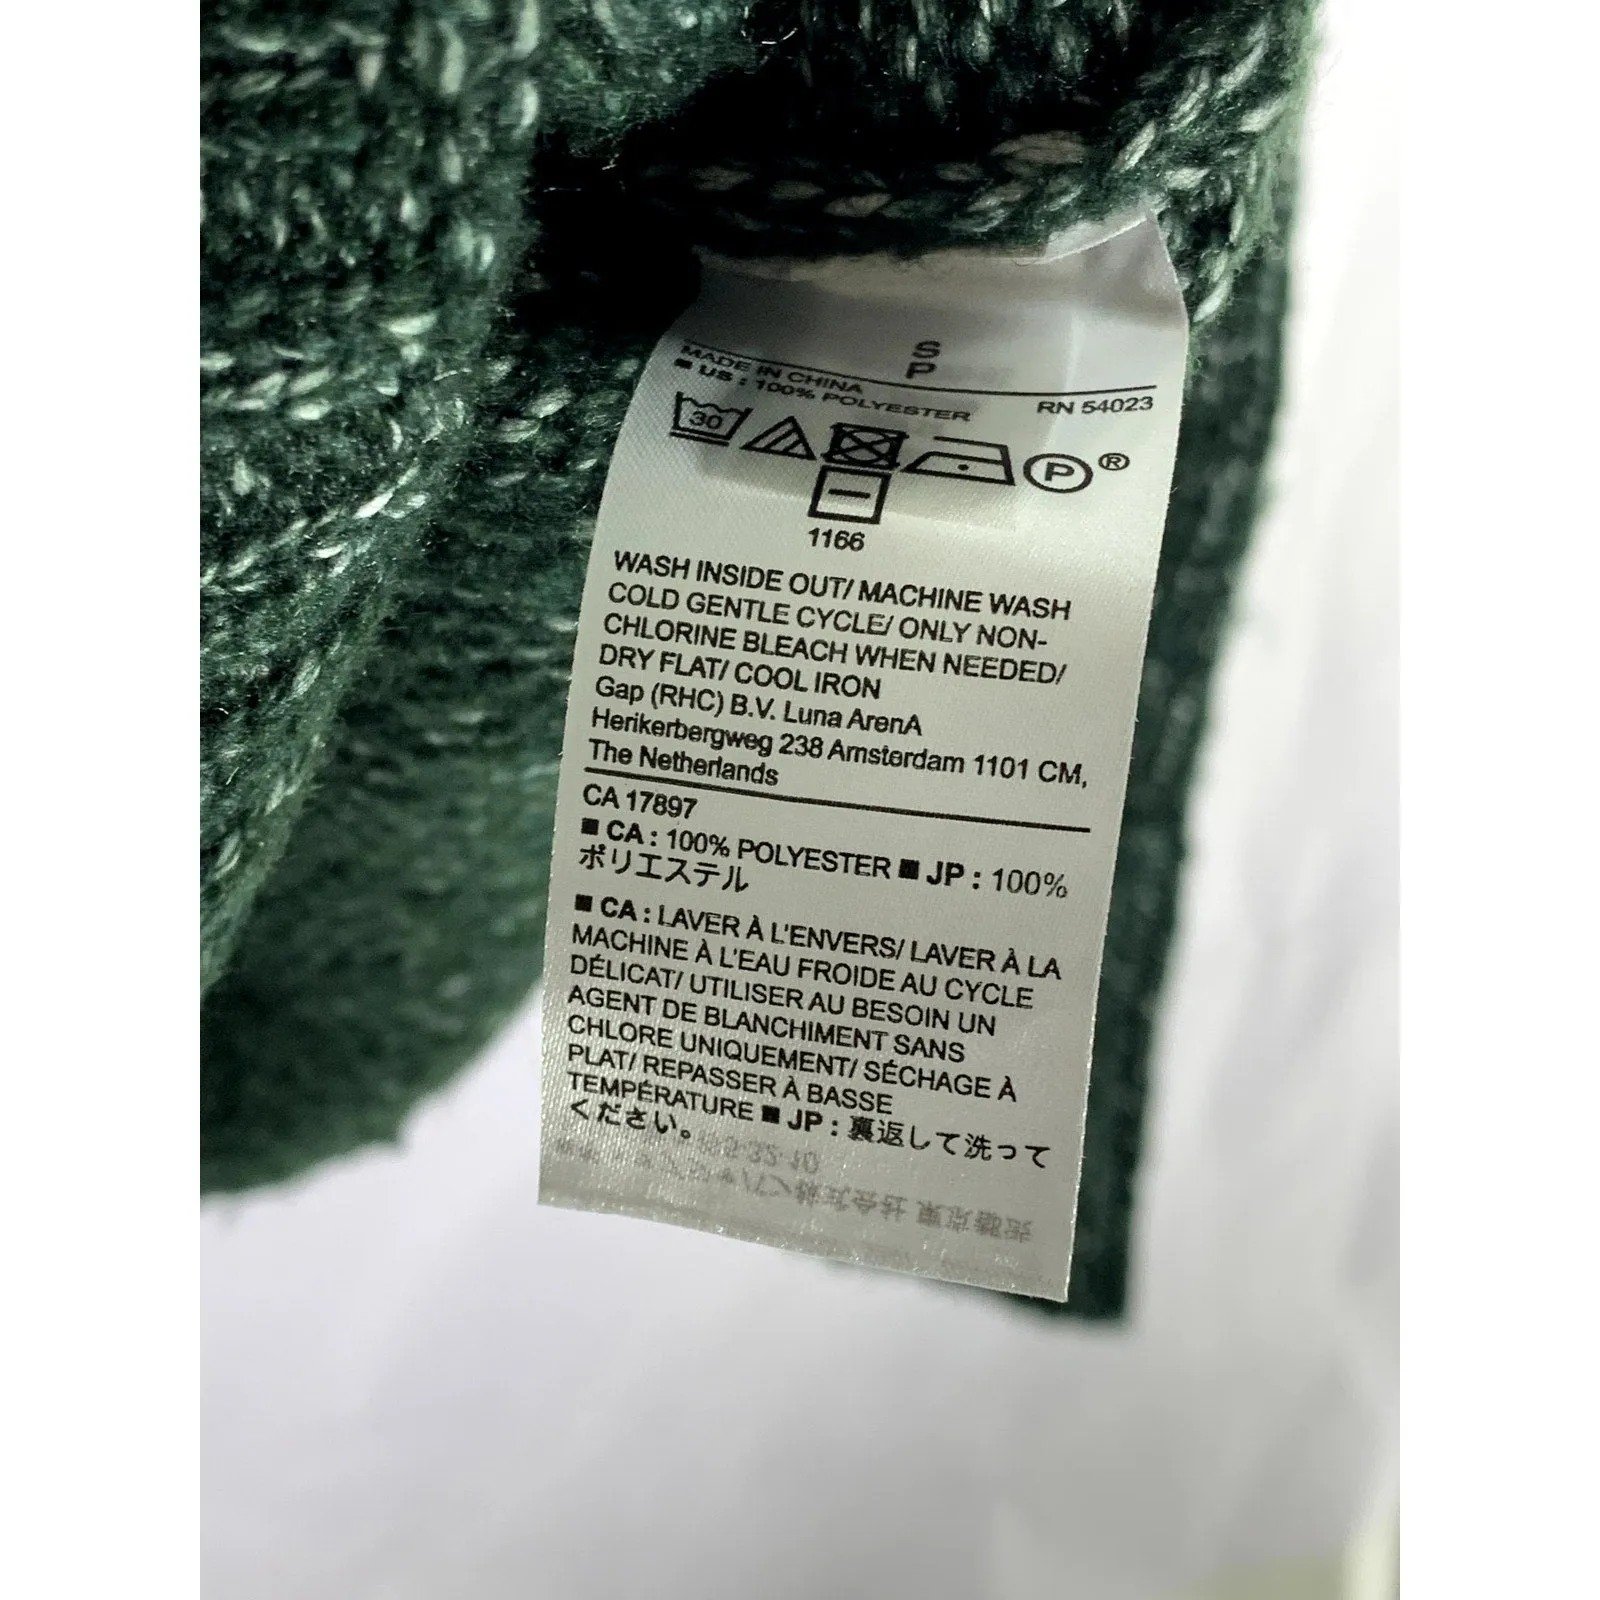 S
P
MADE IN CHINA
RN 54023
■ US : 100% POLYESTER
30
P ®
1166
WASH INSIDE OUT/ MACHINE WASH
COLD GENTLE CYCLE/ ONLY NON-
CHLORINE BLEACH WHEN NEEDED/
DRY FLAT/ COOL IRON
Gap (RHC) B.V. Luna ArenA
Herikerbergweg 238 Amsterdam 1101 CM,
The Netherlands
CA 17897
■ CA : 100% POLYESTER ■ JP : 100%
ポリエステル
■ CA : LAVER À L'ENVERS/ LAVER À LA
MACHINE À L'EAU FROIDE AU CYCLE
DÉLICAT/ UTILISER AU BESOIN UN
AGENT DE BLANCHIMENT SANS
CHLORE UNIQUEMENT/ SÉCHAGE À
PLAT/ REPASSER À BASSE
TEMPÉRATURE ■ JP : 裏返して洗って
ください。